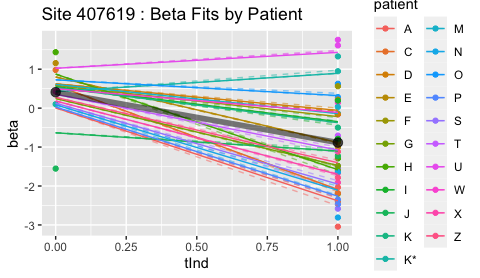 Site 407619 : Beta Fits by Patient
beta
1
0
-1
-2
-3
0.00 0.25 0.50 0.75 1.00
tInd
patient
A M
C N
D O
E P
F S
G T
H U
I W
J X
K Z
K*